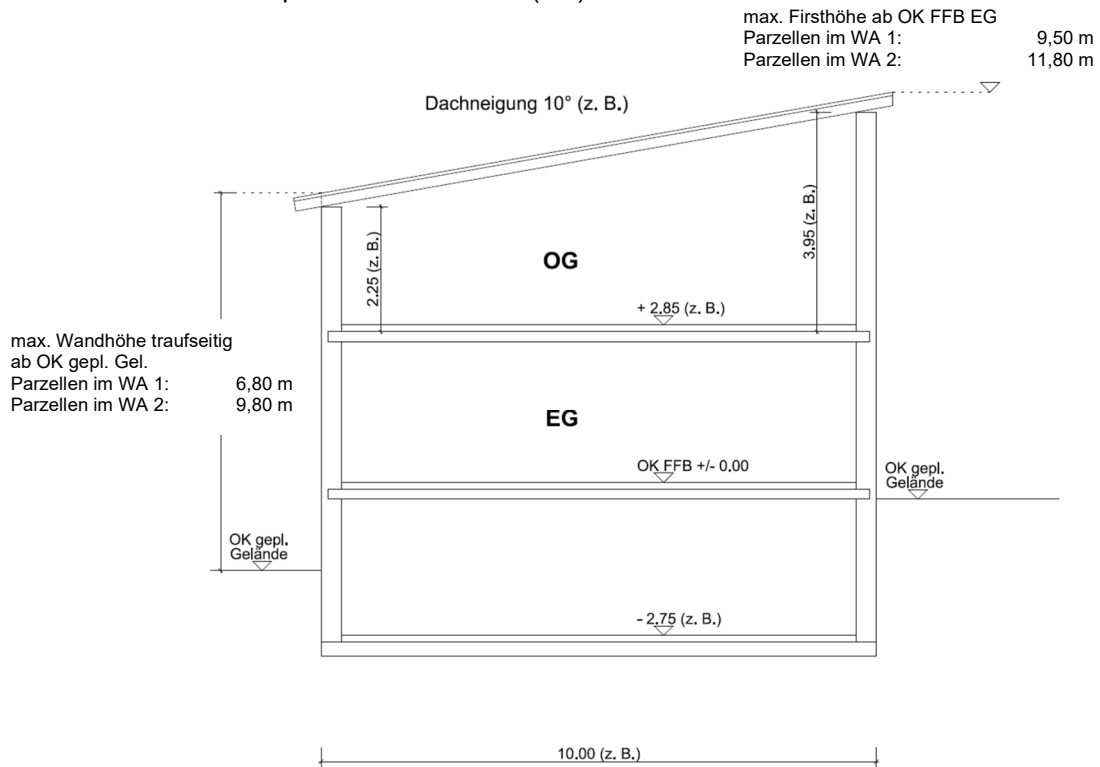 max. Firsthöhe ab OK FFB EG
Parzellen im WA 1: 9,50 m
Parzellen im WA 2: 11,80 m
Dachneigung 10° (z. B.)
2.25 (z. B.)
OG
3.95 (z. B.)
+ 2.85 (z. B.)
max. Wandhöhe traufseitig
ab OK gepl. Gel.
Parzellen im WA 1: 6,80 m
Parzellen im WA 2: 9,80 m
EG
OK FFB +/- 0.00
OK gepl.
Gelände
OK gepl.
Gelände
- 2.75 (z. B.)
10.00 (z. B.)